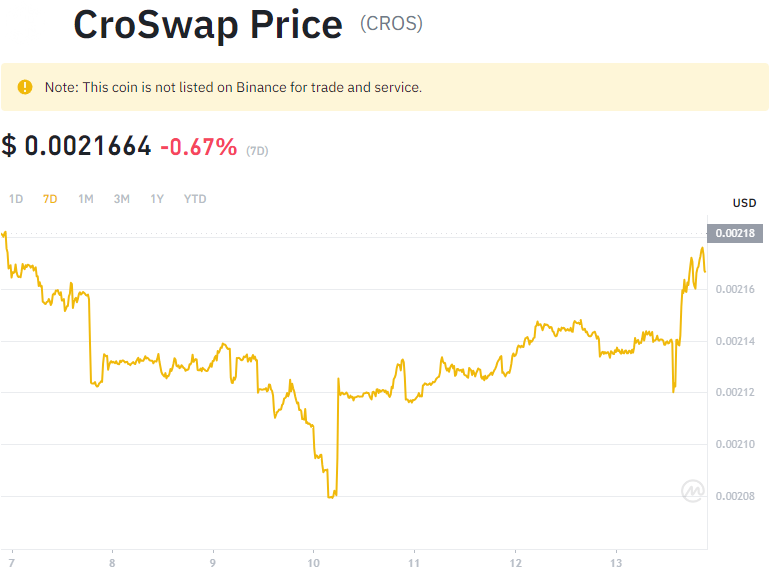 CroSwap Price (CROS)
Note: This coin is not listed on Binance for trade and service.
$ 0.0021664 -0.67% (7D)
1D 7D 1M 3M 1Y YTD
USD
0.00218
0.00216
0.00214
0.00212
0.00210
0.00208
7 8 9 10 11 12 13